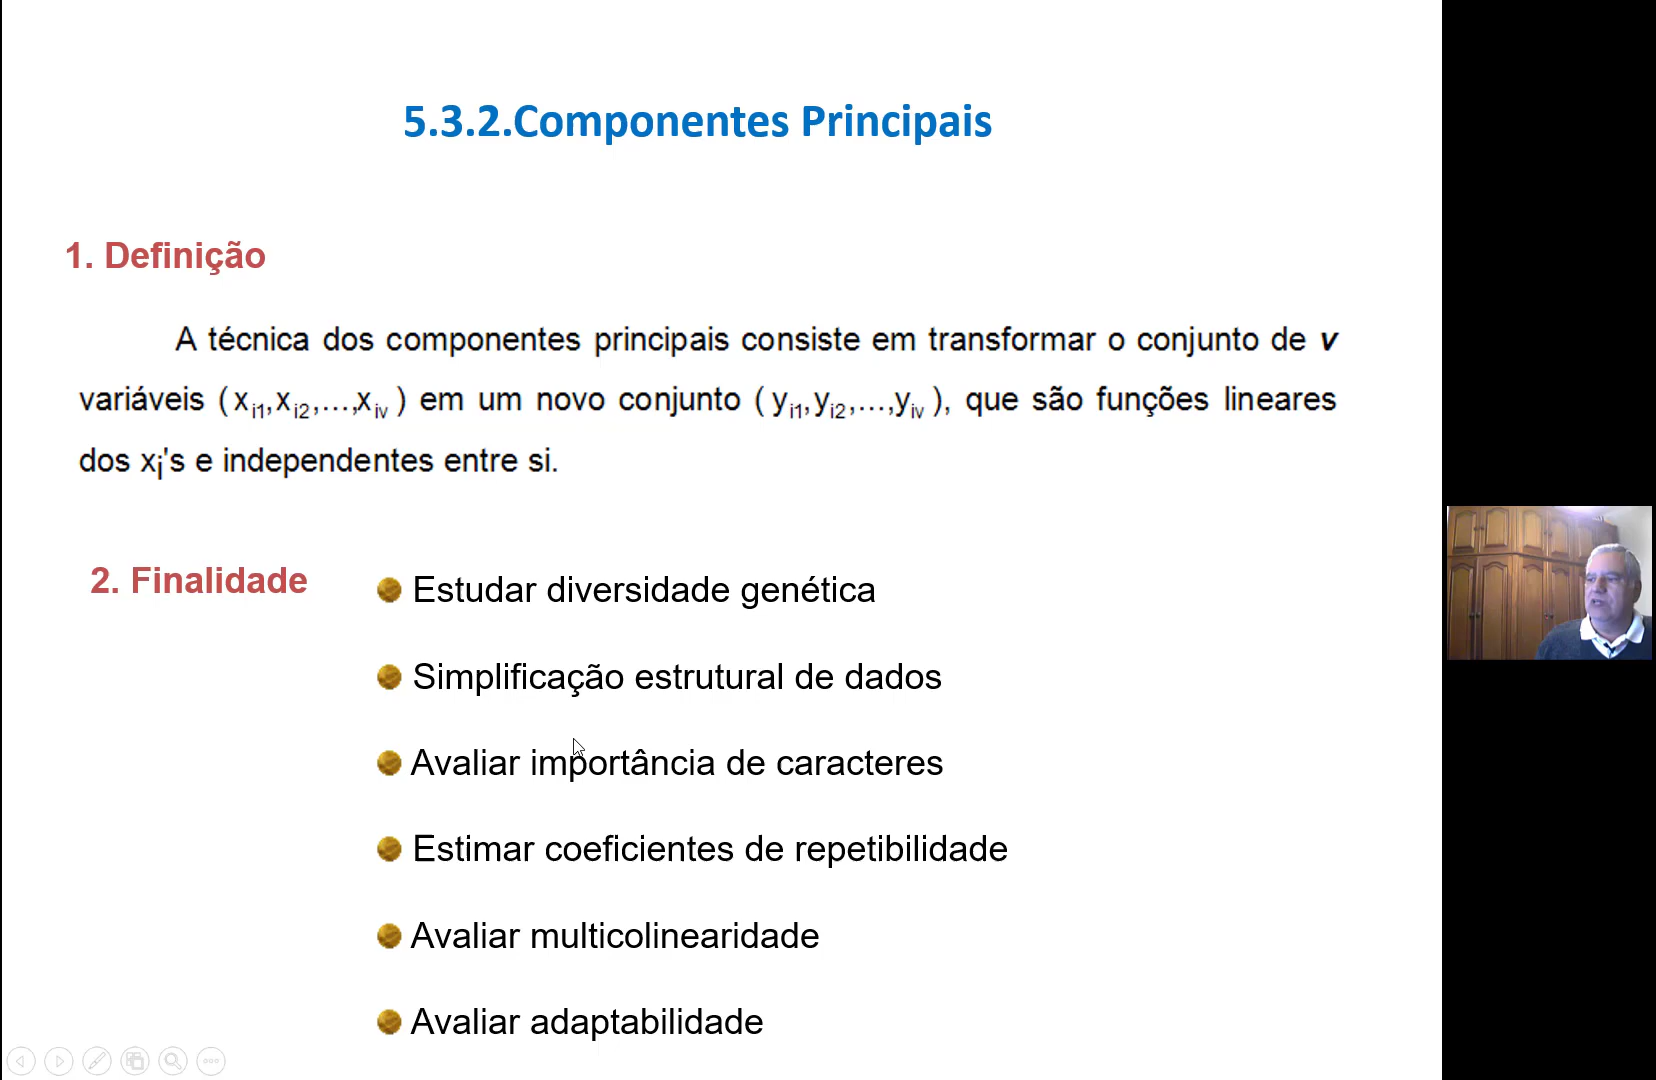 5.3.2.Componentes Principais
1. Definição
A técnica dos componentes principais consiste em transformar o conjunto de v
variáveis ( xi1,xi2,...,xiv ) em um novo conjunto ( yi1,yi2,...,yiv ), que são funções lineares
dos xj's e independentes entre si.
2. Finalidade
Estudar diversidade genética
Simplificação estrutural de dados
Avaliar importância de caracteres
Estimar coeficientes de repetibilidade
Avaliar multicolinearidade
Avaliar adaptabilidade